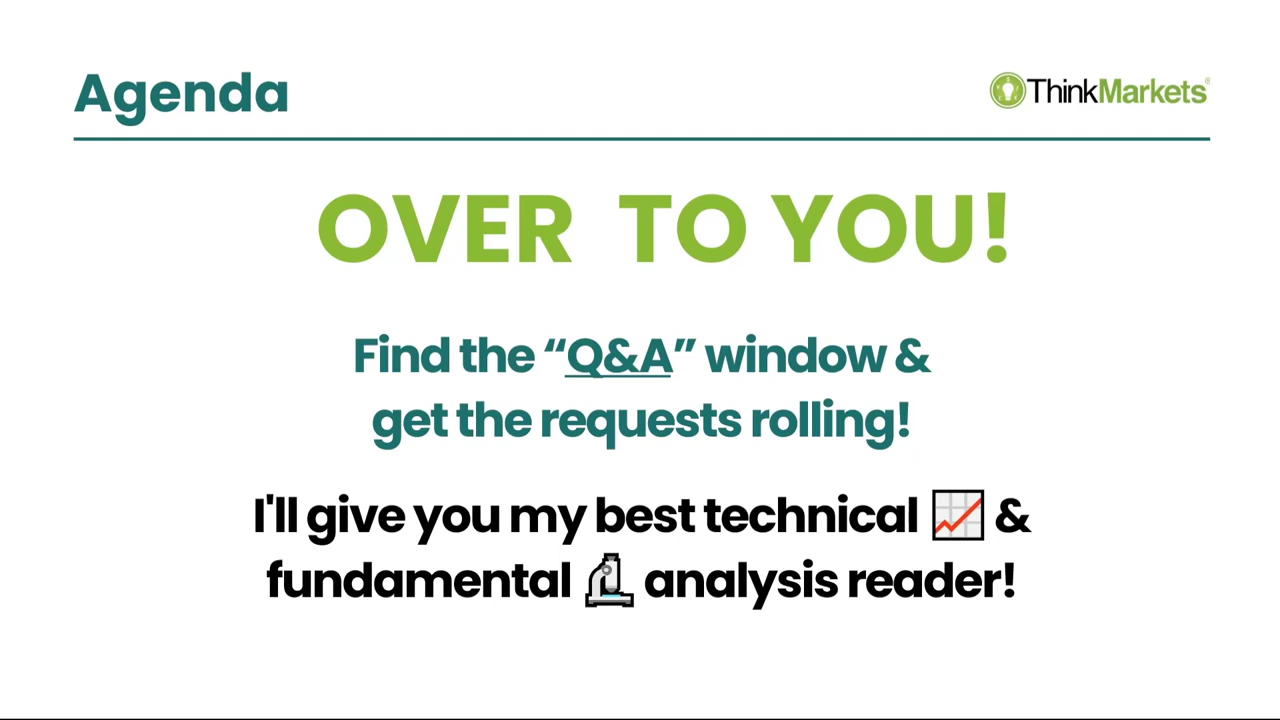 Agenda
ThinkMarkets®
OVER TO YOU!
Find the “Q&A” window &
get the requests rolling!
I'll give you my best technical 📈 &
fundamental 🔬 analysis reader!